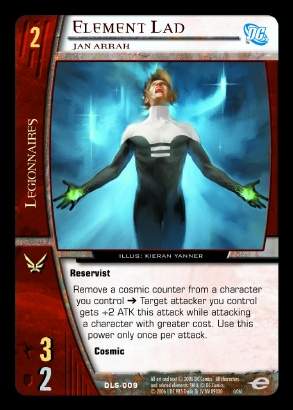 2
ELEMENT LAD
JAN ARRAH
DC
LEGIONNAIRES
ILLUS: KIERAN YANNER
Reservist
Remove a cosmic counter from a character
you control ➔ Target attacker you control
gets +2 ATK this attack while attacking
a character with greater cost. Use this
power only once per attack.
Cosmic
3
2
DLS-009